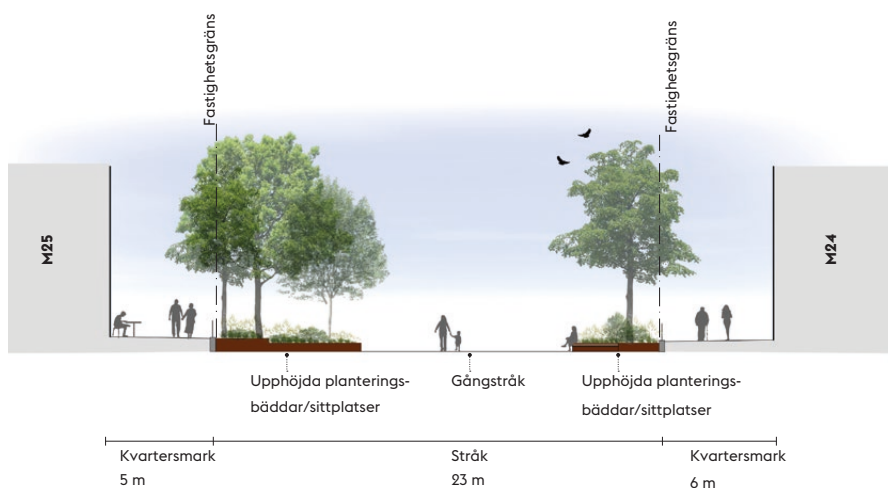 Fastighetsgräns
Fastighetsgräns
M25
M24
Upphöjda planterings-
bäddar/sittplatser
Gångstråk
Upphöjda planterings-
bäddar/sittplatser
Kvartersmark
5 m
Stråk
23 m
Kvartersmark
6 m